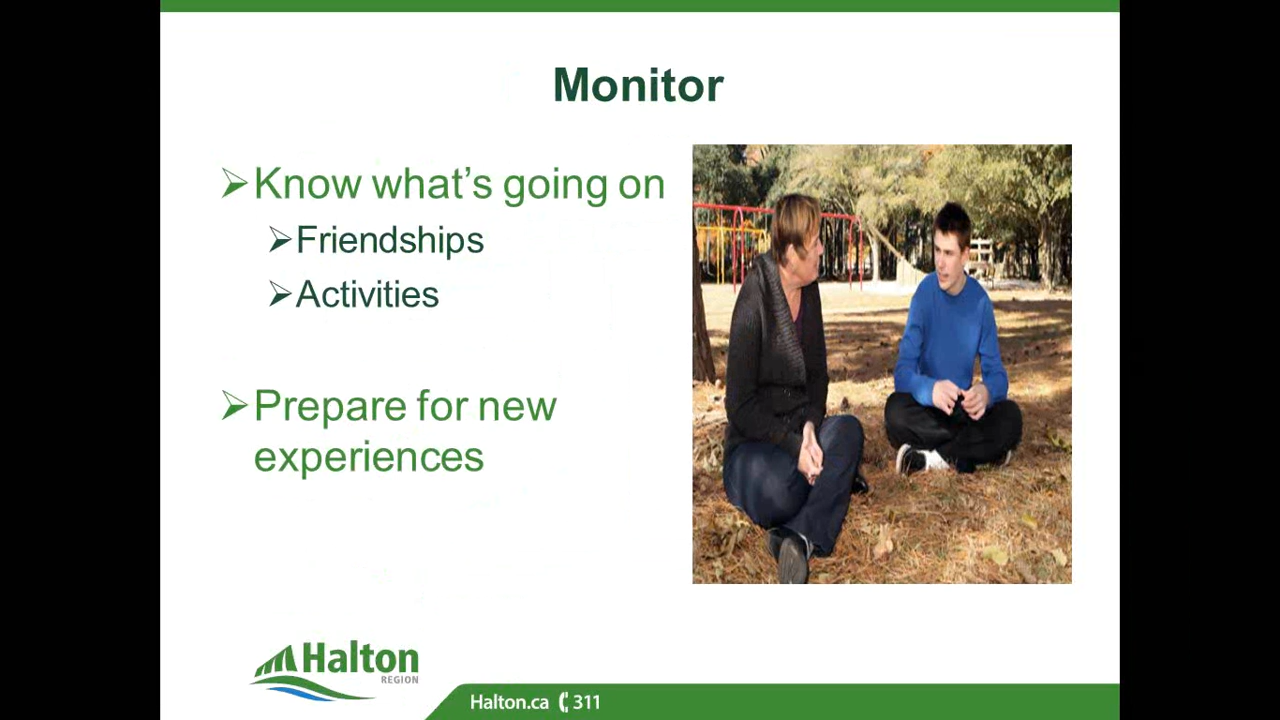 Monitor
➢Know what's going on
➢Friendships
➢Activities
➢Prepare for new
experiences
Halton
REGION
Halton.ca 311